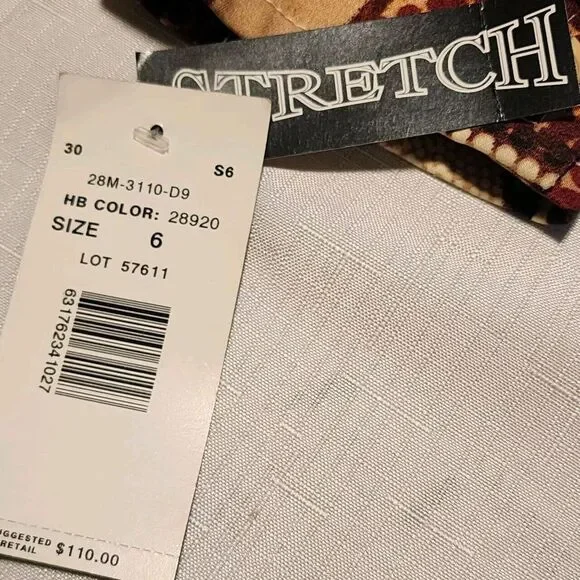 STRETCH
30 S6
28M-3110-D9
HB COLOR: 28920
SIZE 6
LOT 57611
631762341027
SUGGESTED
RETAIL $110.00